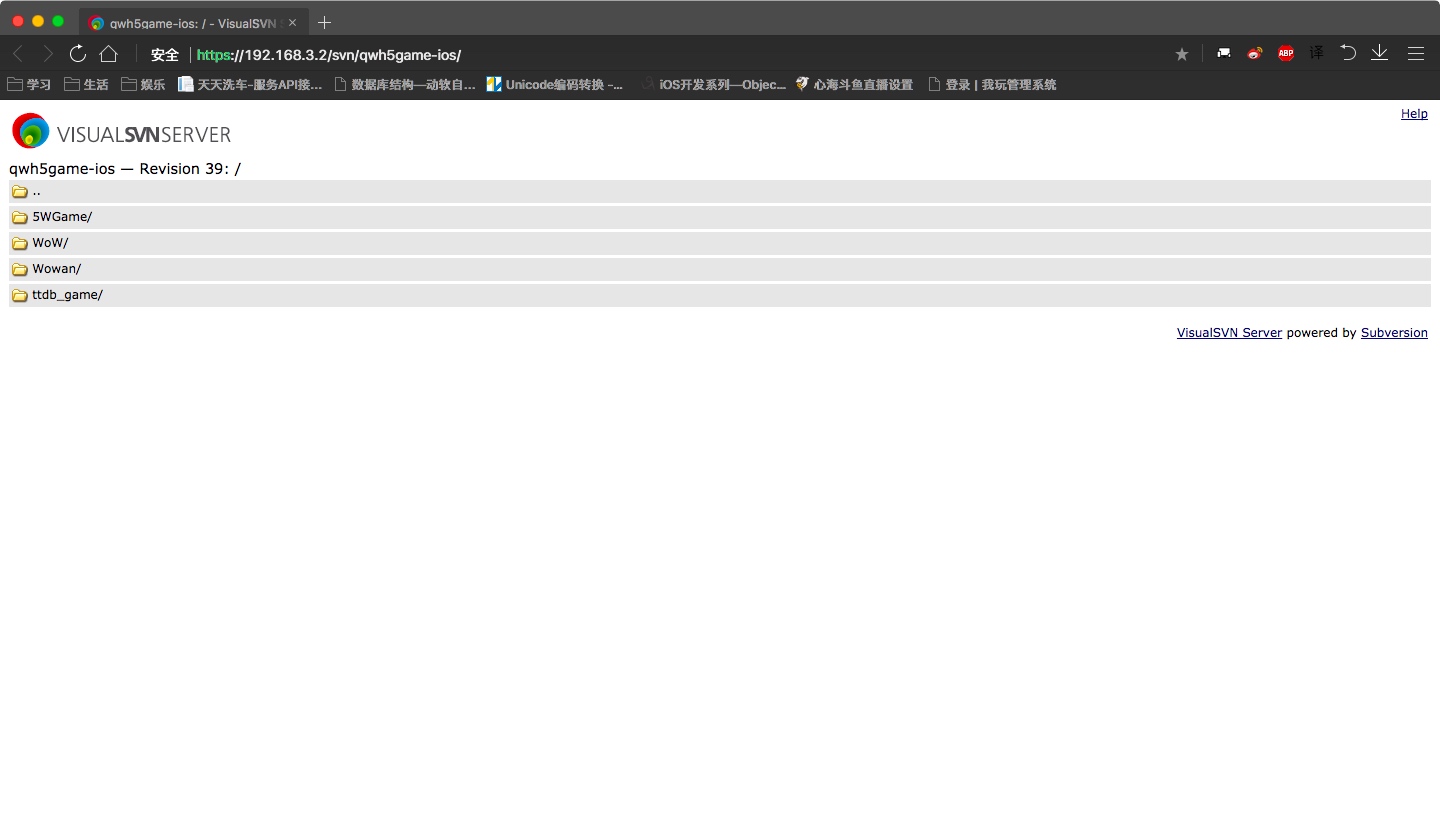 qwh5game-ios: / - VisualSVN
安全 https://192.168.3.2/svn/qwh5game-ios/
ABP 译
学习 生活 娱乐 天天洗车-服务API接... 数据库结构—动软自... Unicode编码转换 -... iOS开发系列—Objec... 心海斗鱼直播设置 登录 | 我玩管理系统
Help
VISUALSVNSERVER
qwh5game-ios — Revision 39: /
..
5WGame/
WoW/
Wowan/
ttdb_game/
VisualSVN Server powered by Subversion